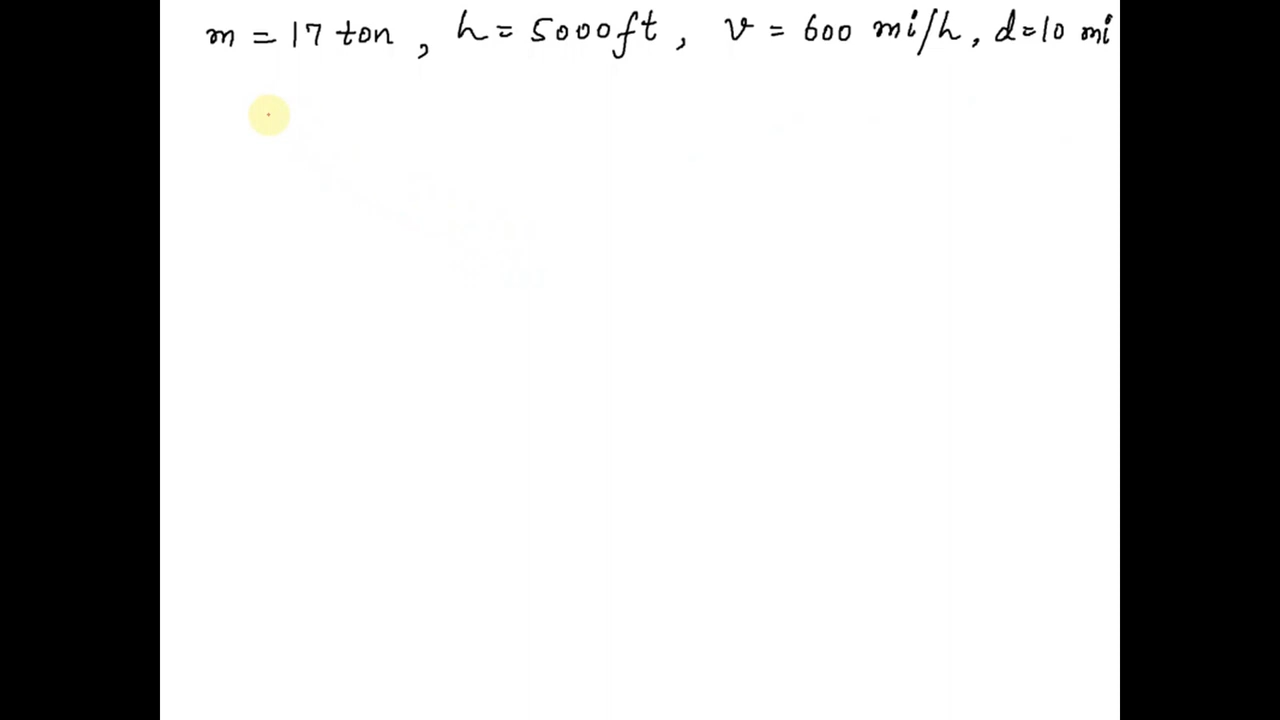 m = 17 ton, h = 5000ft, v = 600 mi/h, d=10 mi